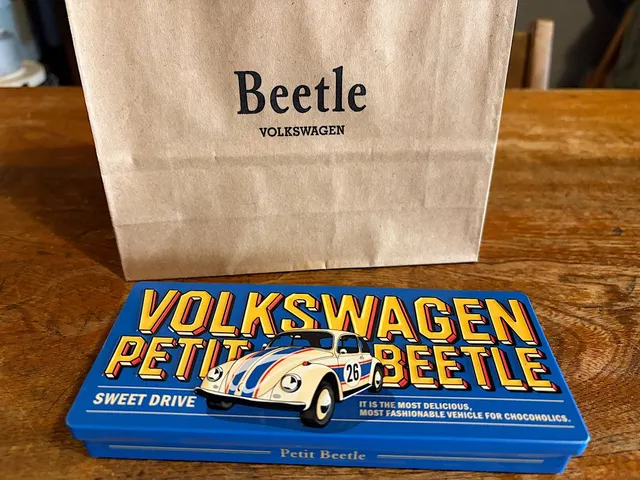 Beetle
VOLKSWAGEN
VOLKSWAGEN
PETIT BEETLE
26
SWEET DRIVE
IT IS THE MOST DELICIOUS,
MOST FASHIONABLE VEHICLE FOR CHOCOHOLICS.
Petit Beetle